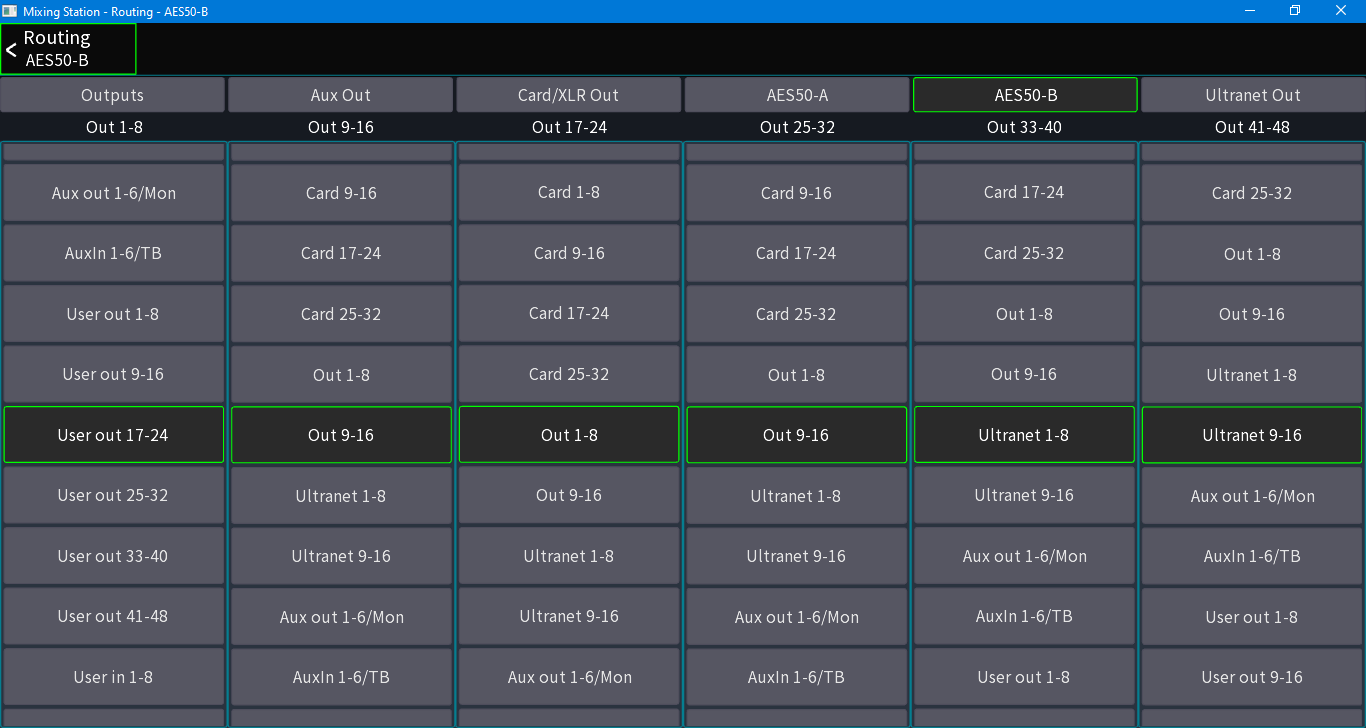 Mixing Station - Routing - AES50-B
< Routing
AES50-B
Outputs Aux Out Card/XLR Out AES50-A AES50-B Ultranet Out
Out 1-8 Out 9-16 Out 17-24 Out 25-32 Out 33-40 Out 41-48
Aux out 1-6/Mon Card 9-16 Card 1-8 Card 9-16 Card 17-24 Card 25-32
AuxIn 1-6/TB Card 17-24 Card 9-16 Card 17-24 Card 25-32 Out 1-8
User out 1-8 Card 25-32 Card 17-24 Card 25-32 Out 1-8 Out 9-16
User out 9-16 Out 1-8 Card 25-32 Out 1-8 Out 9-16 Ultranet 1-8
User out 17-24 Out 9-16 Out 1-8 Out 9-16 Ultranet 1-8 Ultranet 9-16
User out 25-32 Ultranet 1-8 Out 9-16 Ultranet 1-8 Ultranet 9-16 Aux out 1-6/Mon
User out 33-40 Ultranet 9-16 Ultranet 1-8 Ultranet 9-16 Aux out 1-6/Mon AuxIn 1-6/TB
User out 41-48 Aux out 1-6/Mon Ultranet 9-16 Aux out 1-6/Mon AuxIn 1-6/TB User out 1-8
User in 1-8 AuxIn 1-6/TB Aux out 1-6/Mon AuxIn 1-6/TB User out 1-8 User out 9-16